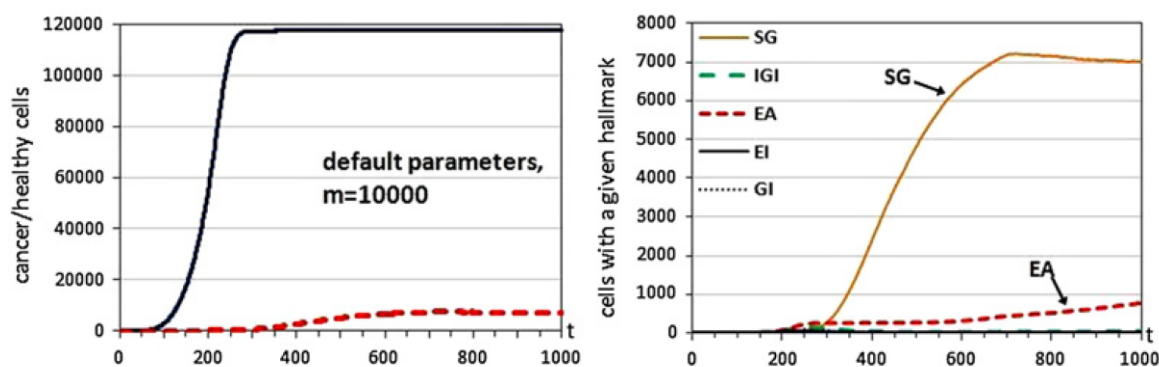 120000
100000
80000
60000
40000
20000
0
cancer/healthy cells
default parameters,
m=10000
0 200 400 600 800 1000
t
8000
7000
6000
5000
4000
3000
2000
1000
0
cells with a given hallmark
SG
IGI
EA
EI
GI
SG
EA
0 200 400 600 800 1000
t